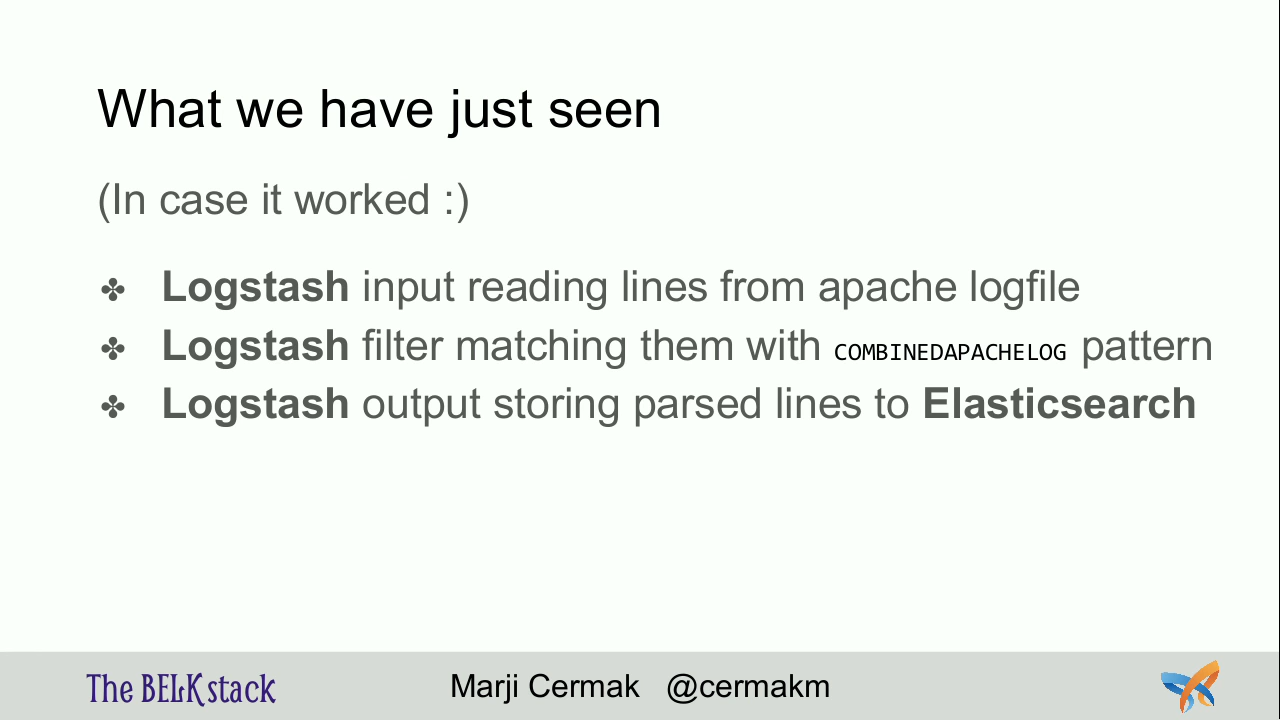 What we have just seen
(In case it worked :)
✤ Logstash input reading lines from apache logfile
✤ Logstash filter matching them with COMBINEDAPACHELOG pattern
✤ Logstash output storing parsed lines to Elasticsearch
The BELK stack
Marji Cermak @cermakm